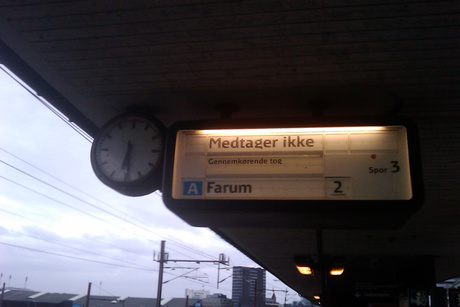 Medtager ikke
Gennemkørende tog
Spor 3
A Farum 2